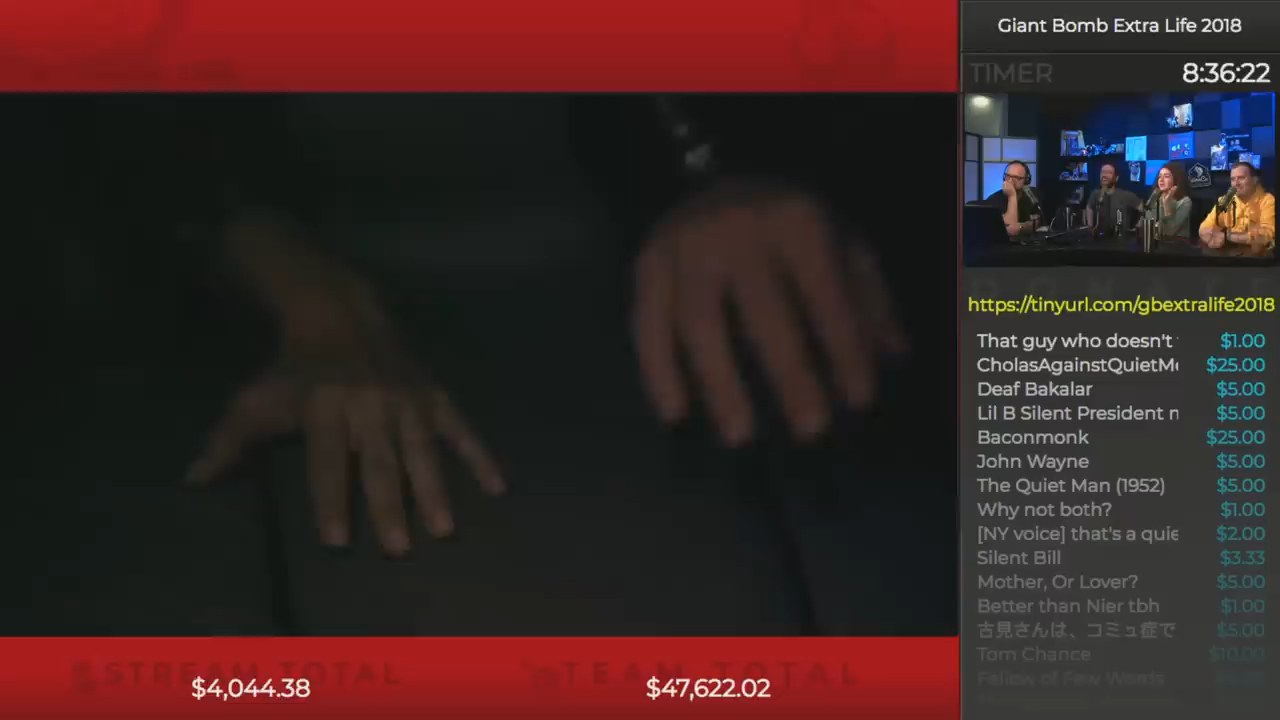 Giant Bomb Extra Life 2018
TIMER
8:36:22
https://tinyurl.com/gbextralife2018
That guy who doesn't $1.00
CholasAgainstQuietMe $25.00
Deaf Bakalar $5.00
Lil B Silent President $5.00
Baconmonk $25.00
John Wayne $5.00
The Quiet Man (1952) $5.00
Why not both? $1.00
[NY voice] that's a quie $2.00
Silent Bill $3.33
Mother, Or Lover? $5.00
Better than Nier tbh $1.00
古見さんは、コミュ症で $5.00
Tom Chance $10.00
Fellow of Few Words
STREAM TOTAL
$4,044.38
TEAM TOTAL
$47,622.02